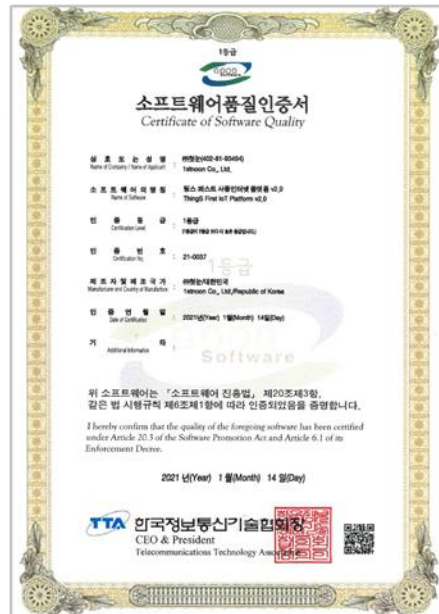 1등급
Good
Software
소프트웨어품질인증서
Certificate of Software Quality
상호또는성명 : ㈜첫눈(402-81-93494)
Name of Company / Name of Applicant 1stnoon Co., Ltd.
소프트웨어의명칭 : 띵스 퍼스트 사물인터넷 플랫폼 v2.0
Name of Software ThingS First IoT Platform v2.0
인증등급 : 1등급
Certification Level
인증번호 : 21-0037
Certification No.
1등급
제조자및제조국가 : ㈜첫눈/대한민국
Manufacturer and Country of Manufacture 1stnoon Co., Ltd./Republic of Korea
인증연월일 : 2021년(Year) 1월(Month) 14일(Day)
Date of Certification
기타 :
Additional Information
Good
Software
위 소프트웨어는 「소프트웨어 진흥법」 제20조제3항,
같은 법 시행규칙 제6조제1항에 따라 인증되었음을 증명합니다.
I hereby confirm that the quality of the foregoing software has been certified
under Article 20.3 of the Software Promotion Act and Article 6.1 of its
Enforcement Decree.
2021 년(Year) 1 월(Month) 14 일(Day)
TTA 한국정보통신기술협회장
CEO & President
Telecommunications Technology Association